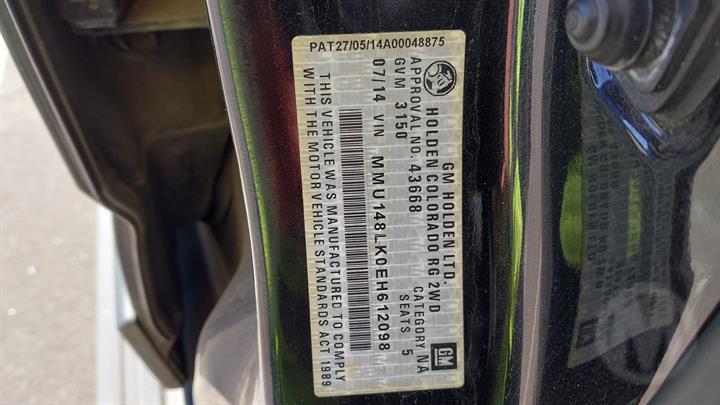 PAT27/05/14A00048875
GM HOLDEN LTD.
HOLDEN COLORADO RG 2WD
APPROVAL NO. 43668 CATEGORY NA
GVM 3150 SEATS 5
07/14 VIN MMU148LK0EH612098
THIS VEHICLE WAS MANUFACTURED TO COMPLY
WITH THE MOTOR VEHICLE STANDARDS ACT 1989
GM